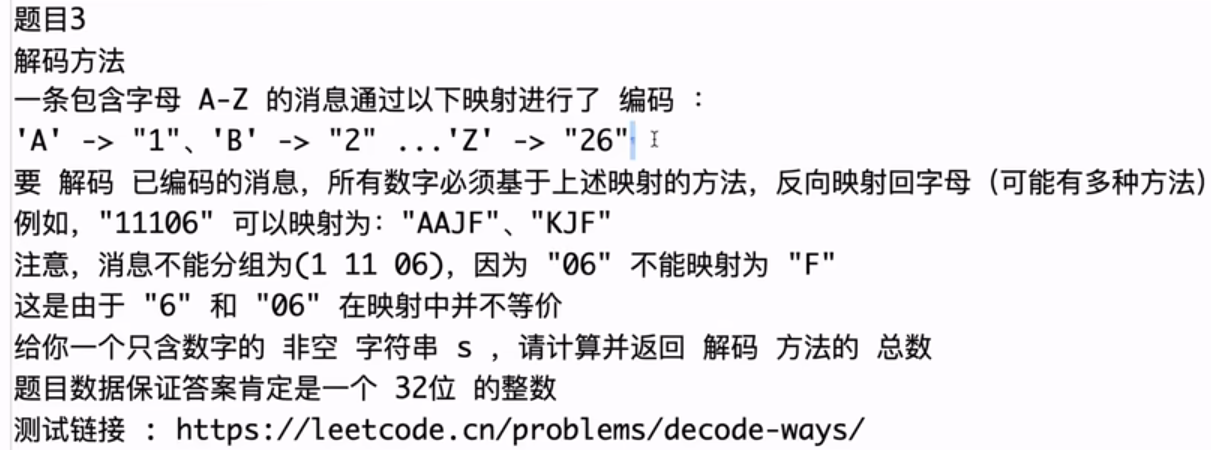 题目3
解码方法
一条包含字母 A-Z 的消息通过以下映射进行了 编码 ：
'A' -> "1"、'B' -> "2" ...'Z' -> "26"
要 解码 已编码的消息，所有数字必须基于上述映射的方法，反向映射回字母（可能有多种方法）
例如，"11106" 可以映射为："AAJF"、"KJF"
注意，消息不能分组为(1 11 06)，因为 "06" 不能映射为 "F"
这是由于 "6" 和 "06" 在映射中并不等价
给你一个只含数字的 非空 字符串 s ，请计算并返回 解码 方法的 总数
题目数据保证答案肯定是一个 32位 的整数
测试链接 : https://leetcode.cn/problems/decode-ways/